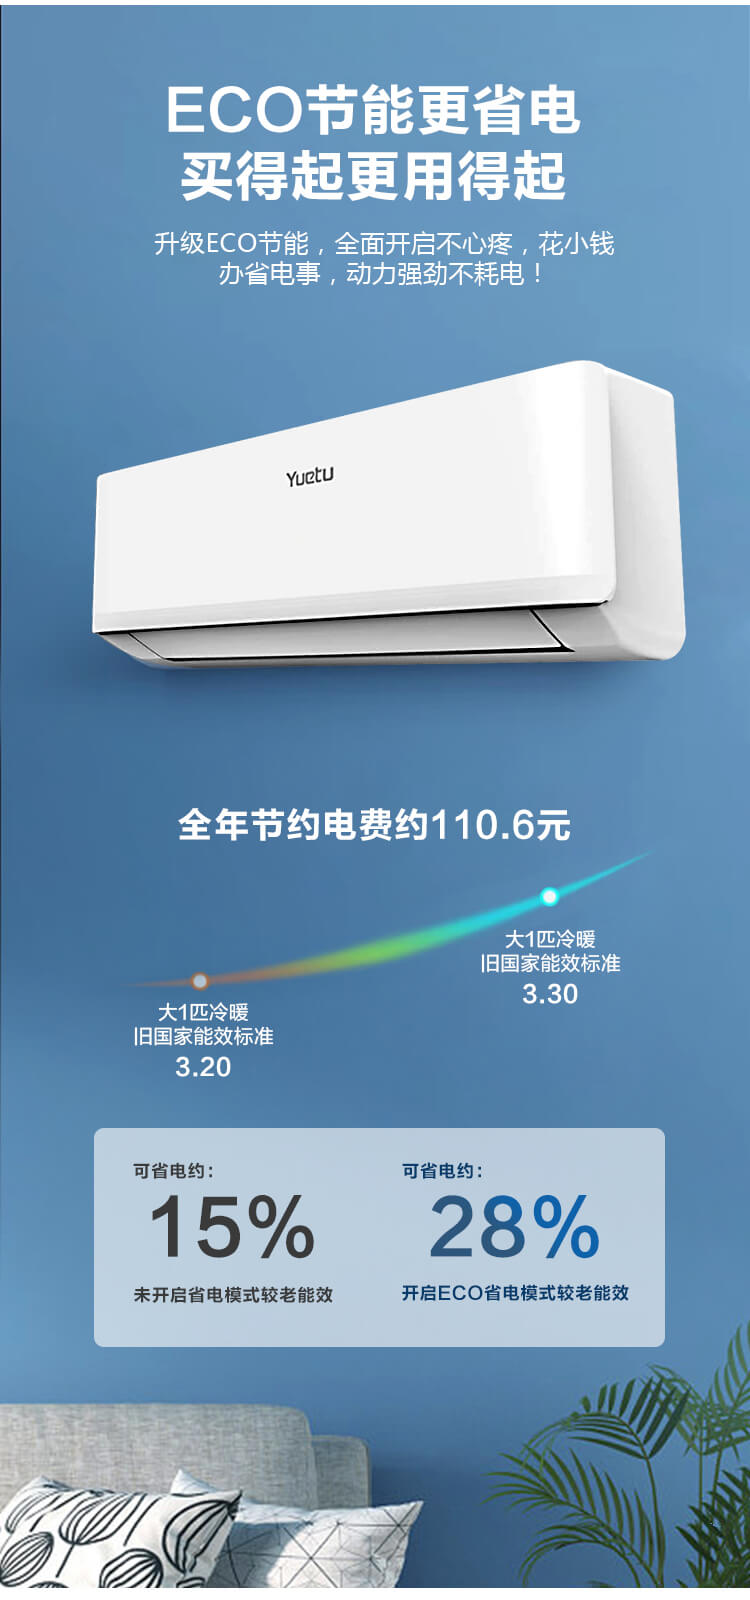 ECO节能更省电
买得起更用得起
升级ECO节能，全面开启不心疼，花小钱
办省电事，动力强劲不耗电！
Yuetu
全年节约电费约110.6元
大1匹冷暖
旧国家能效标准
3.30
大1匹冷暖
旧国家能效标准
3.20
可省电约：
15%
未开启省电模式较老能效
可省电约：
28%
开启ECO省电模式较老能效